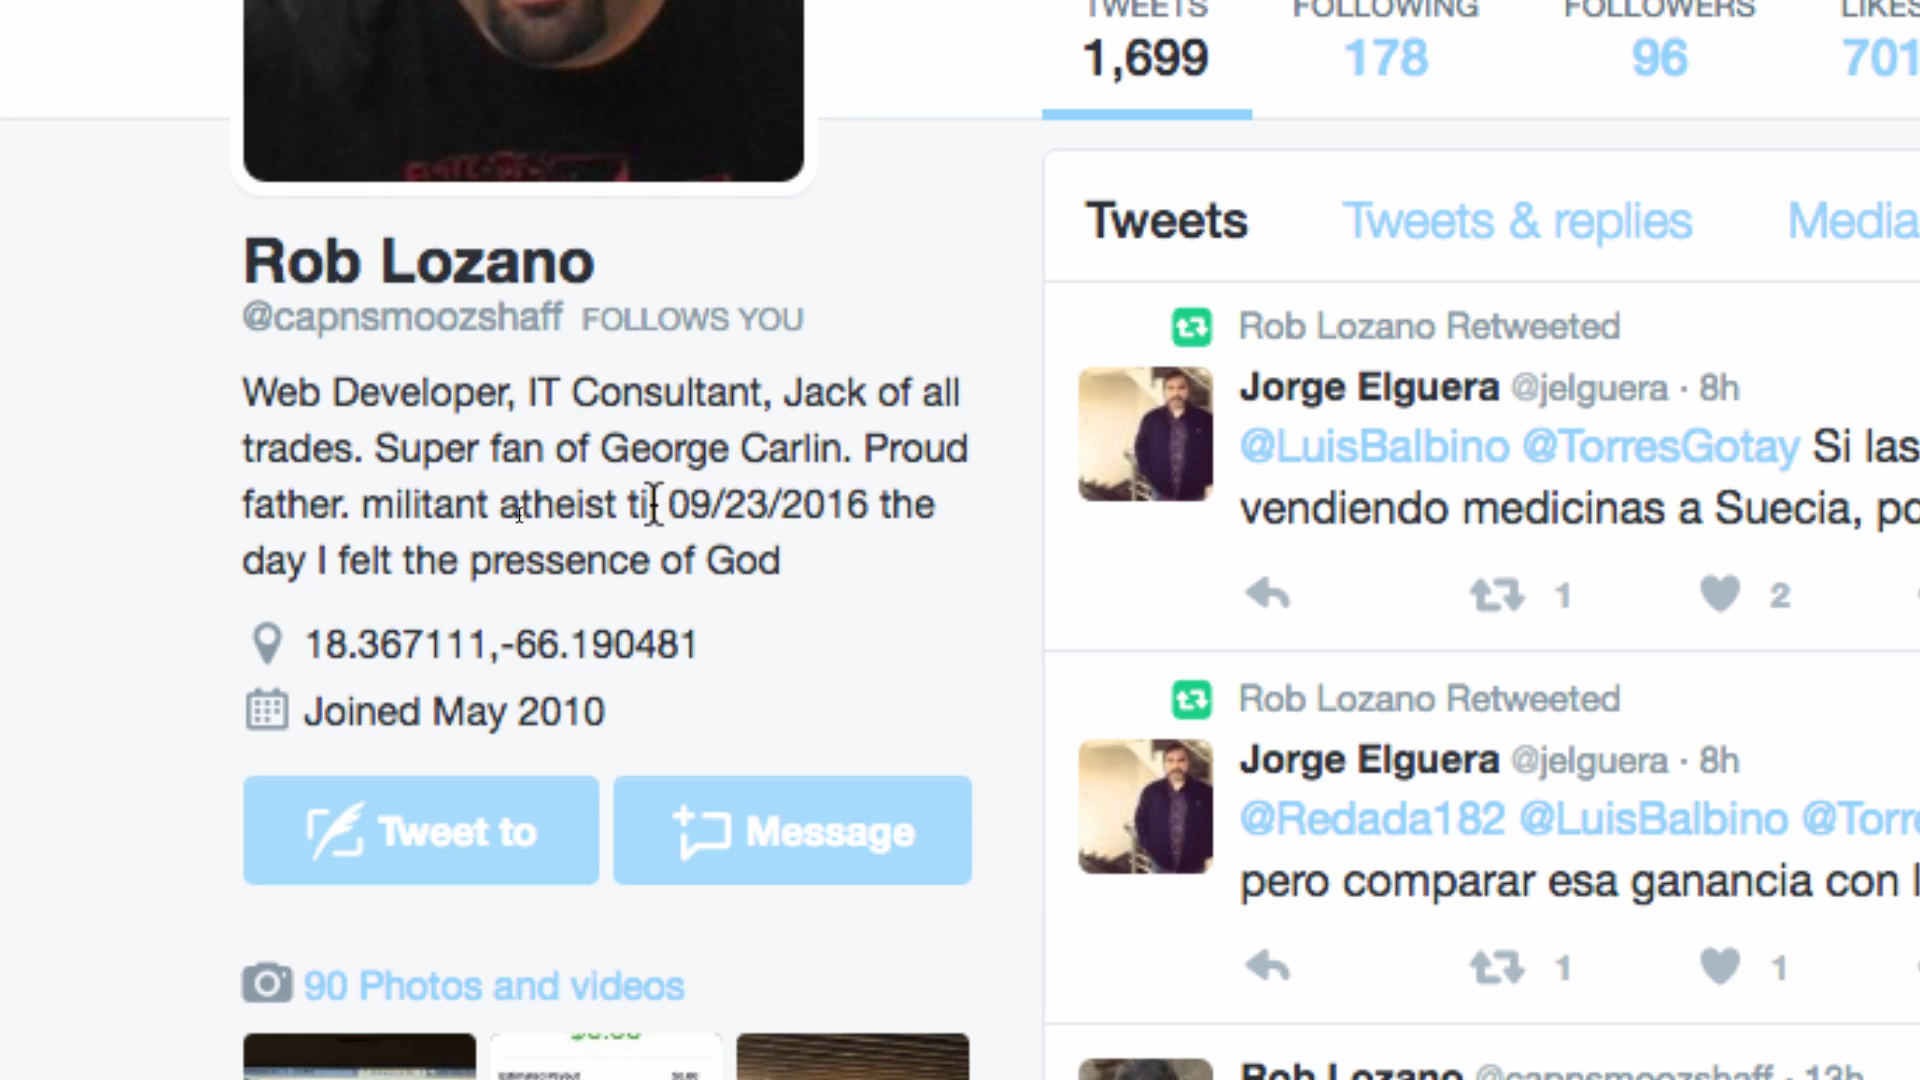 TWEETS FOLLOWING FOLLOWERS LIKES
1,699 178 96 701
Rob Lozano
@capnsmoozshaff FOLLOWS YOU
Web Developer, IT Consultant, Jack of all
trades. Super fan of George Carlin. Proud
father. militant atheist til 09/23/2016 the
day I felt the pressence of God
18.367111,-66.190481
Joined May 2010
Tweet to Message
90 Photos and videos
Tweets Tweets & replies Media
Rob Lozano Retweeted
Jorge Elguera @jelguera · 8h
@LuisBalbino @TorresGotay Si las
vendiendo medicinas a Suecia,
1 2
Rob Lozano Retweeted
Jorge Elguera @jelguera · 8h
@Redada182 @LuisBalbino @Torre
pero comparar esa ganancia con
1 1
Rob Lozano @capnsmoozshaff · 13h